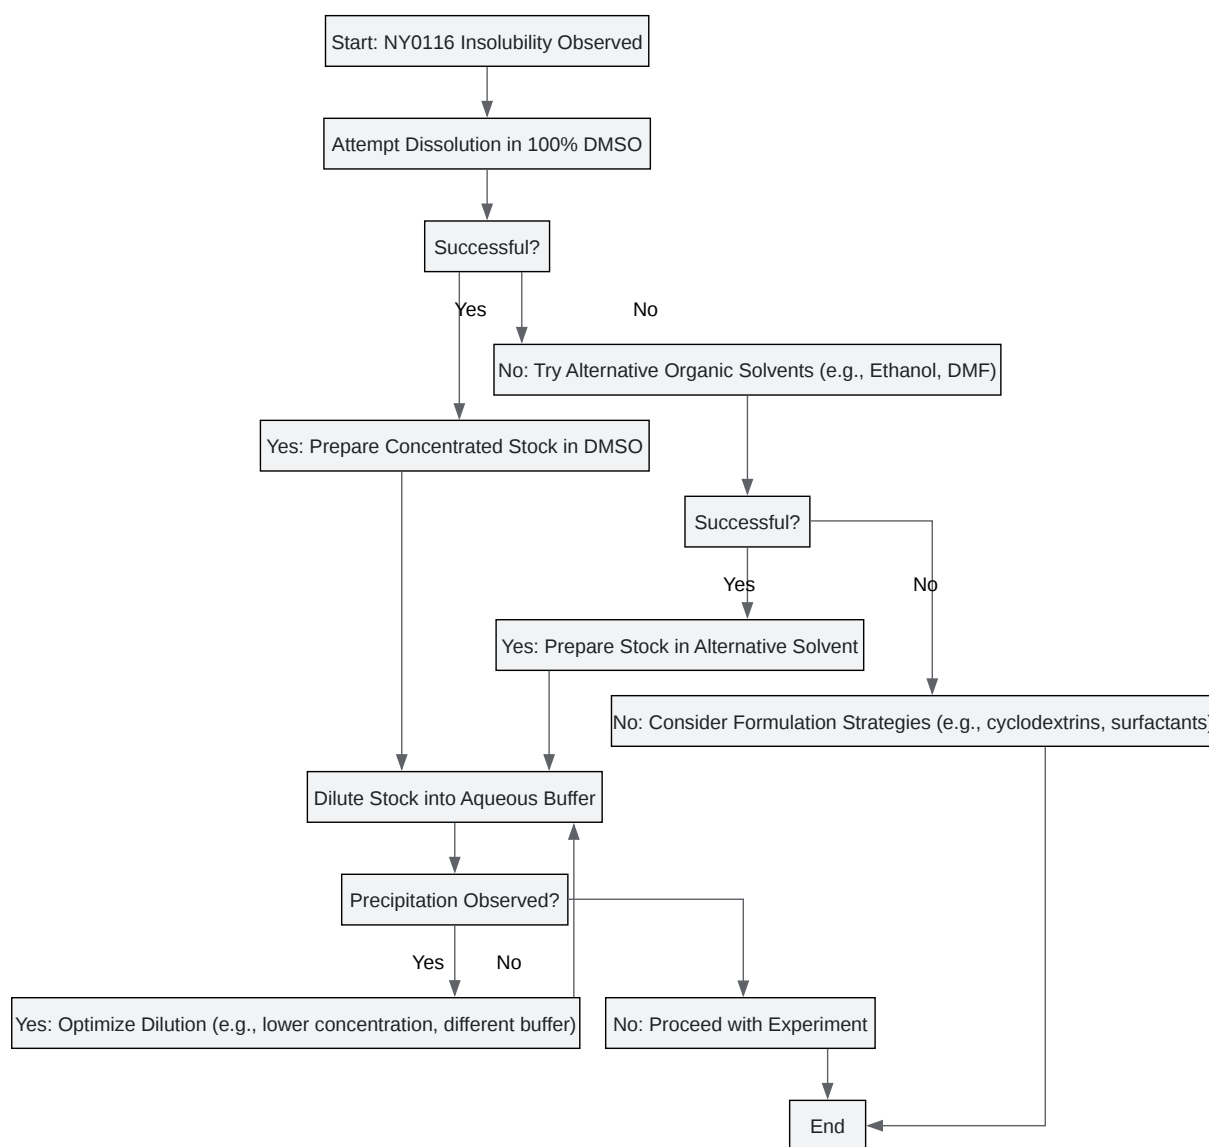 Start: NY0116 Insolubility Observed
Attempt Dissolution in 100% DMSO
Successful?
Yes
No
No: Try Alternative Organic Solvents (e.g., Ethanol, DMF)
Yes: Prepare Concentrated Stock in DMSO
Successful?
Yes
No
Yes: Prepare Stock in Alternative Solvent
No: Consider Formulation Strategies (e.g., cyclodextrins, surfactants)
Dilute Stock into Aqueous Buffer
Precipitation Observed?
Yes
No
Yes: Optimize Dilution (e.g., lower concentration, different buffer)
No: Proceed with Experiment
End